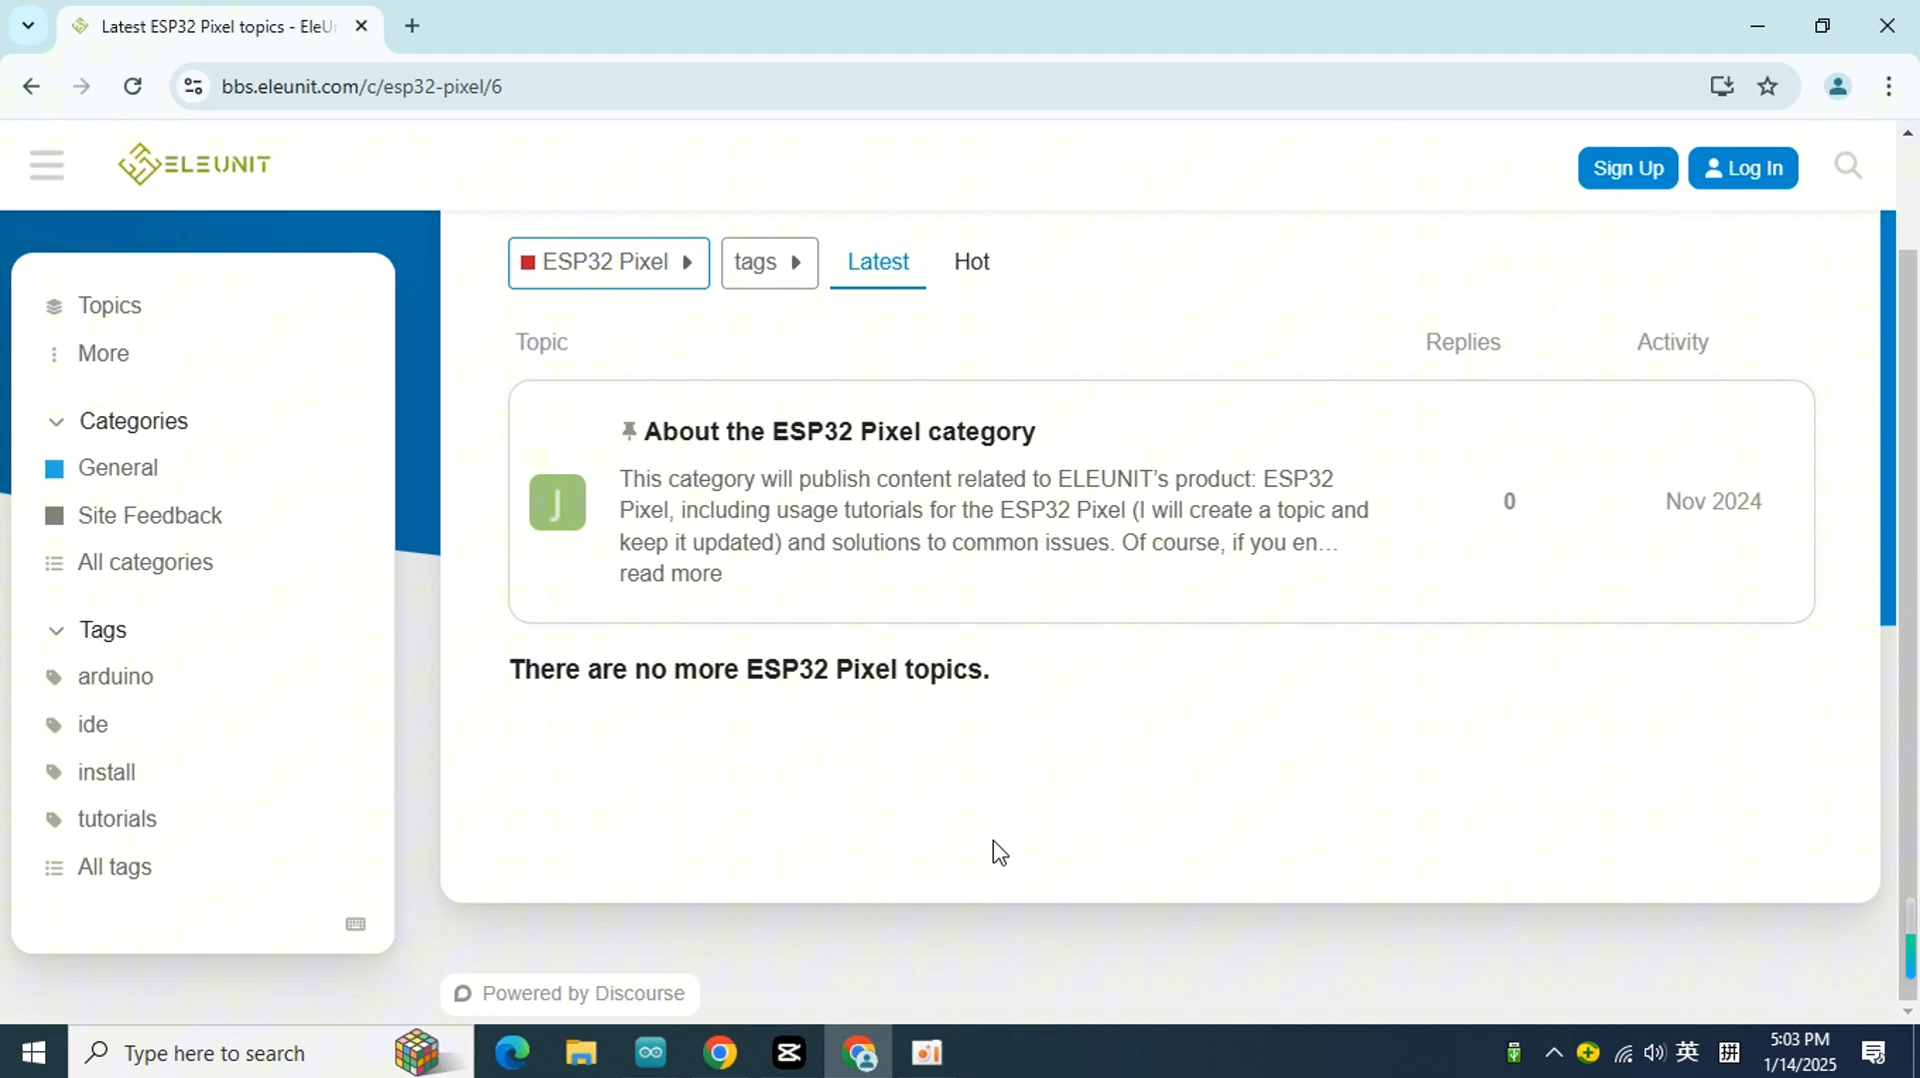 Latest ESP32 Pixel topics - EleU
bbs.eleunit.com/c/esp32-pixel/6
ELEUNIT
Sign Up
Log In
ESP32 Pixel
tags
Latest
Hot
Topics
More
Categories
General
Site Feedback
All categories
Tags
arduino
ide
install
tutorials
All tags
Topic
Replies
Activity
About the ESP32 Pixel category
This category will publish content related to ELEUNIT's product: ESP32
Pixel, including usage tutorials for the ESP32 Pixel (I will create a topic and
keep it updated) and solutions to common issues. Of course, if you en…
read more
J
0
Nov 2024
There are no more ESP32 Pixel topics.
Powered by Discourse
Type here to search
英
拼
5:03 PM
1/14/2025